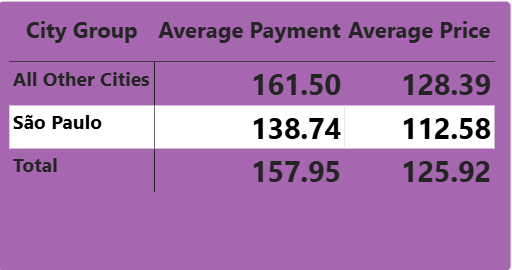 City Group Average Payment Average Price
All Other Cities 161.50 128.39
São Paulo 138.74 112.58
Total 157.95 125.92